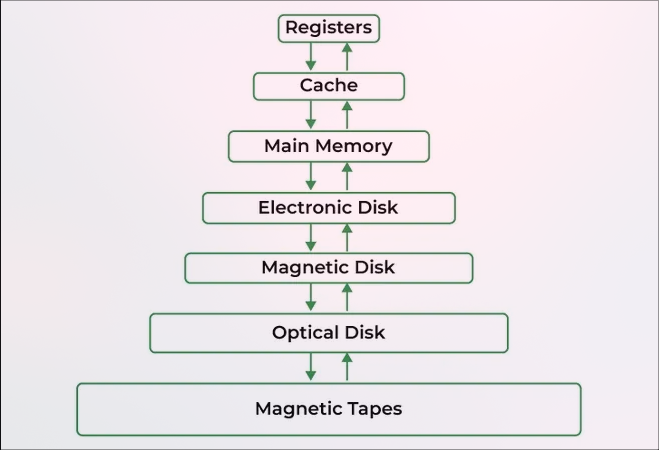 Registers
Cache
Main Memory
Electronic Disk
Magnetic Disk
Optical Disk
Magnetic Tapes